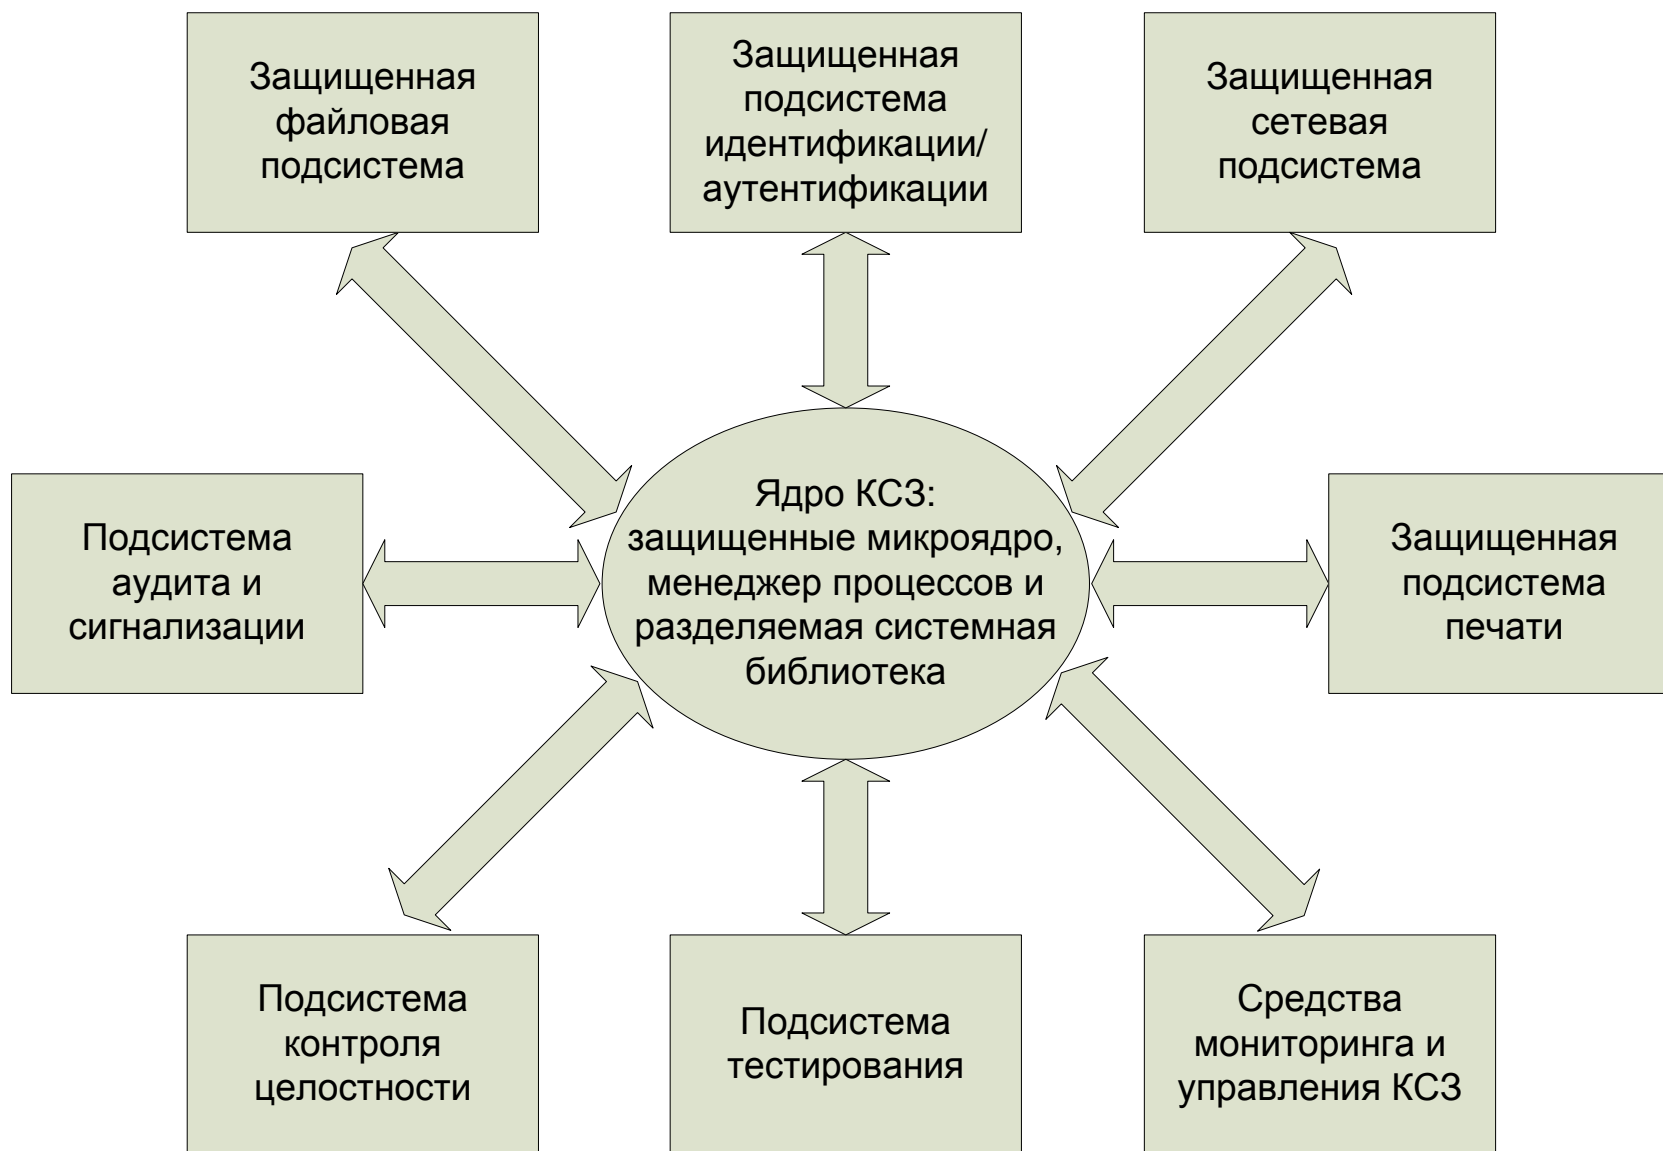 Защищенная
файловая
подсистема
Защищенная
подсистема
идентификации/
аутентификации
Защищенная
сетевая
подсистема
Подсистема
аудита и
сигнализации
Ядро КСЗ:
защищенные микроядро,
менеджер процессов и
разделяемая системная
библиотека
Защищенная
подсистема
печати
Подсистема
контроля
целостности
Подсистема
тестирования
Средства
мониторинга и
управления КСЗ